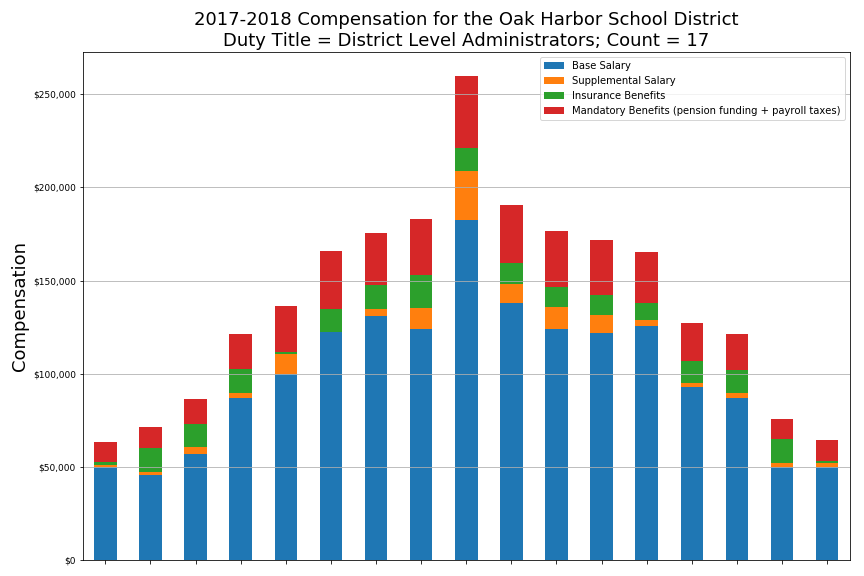 2017-2018 Compensation for the Oak Harbor School District
Duty Title = District Level Administrators; Count = 17
Base Salary
Supplemental Salary
Insurance Benefits
Mandatory Benefits (pension funding + payroll taxes)
Compensation
$250,000
$200,000
$150,000
$100,000
$50,000
$0